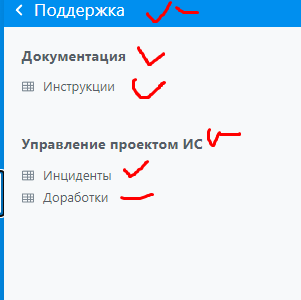 Поддержка
Документация
Инструкции
Управление проектом ИС
Инциденты
Доработки